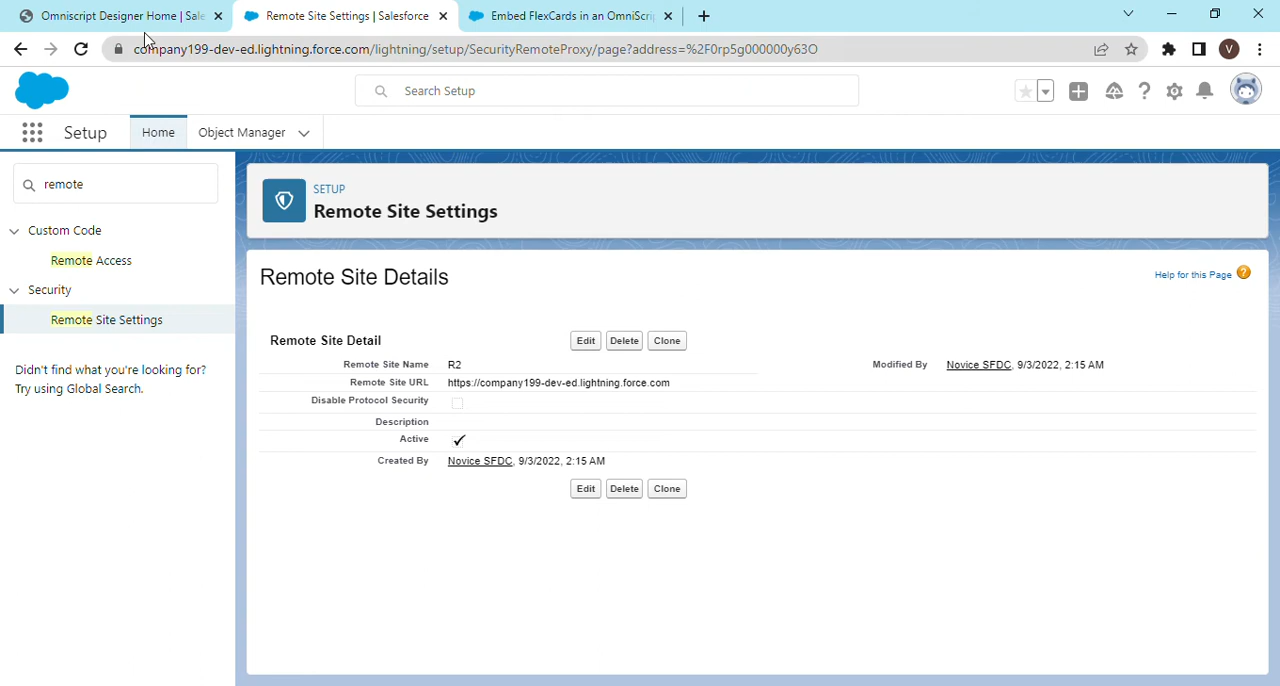 Omniscript Designer Home | Sale
Remote Site Settings | Salesforce
Embed FlexCards in an OmniScrip
company199-dev-ed.lightning.force.com/lightning/setup/SecurityRemoteProxy/page?address=%2F0rp5g000000y63O
V
Search Setup
Setup
Home
Object Manager
remote
Custom Code
Remote Access
Security
Remote Site Settings
Didn't find what you're looking for?
Try using Global Search.
SETUP
Remote Site Settings
Remote Site Details
Help for this Page ?
Remote Site Detail
Edit Delete Clone
Remote Site Name R2 Modified By Novice SFDC, 9/3/2022, 2:15 AM
Remote Site URL https://company199-dev-ed.lightning.force.com
Disable Protocol Security
Description
Active
Created By Novice SFDC, 9/3/2022, 2:15 AM
Edit Delete Clone